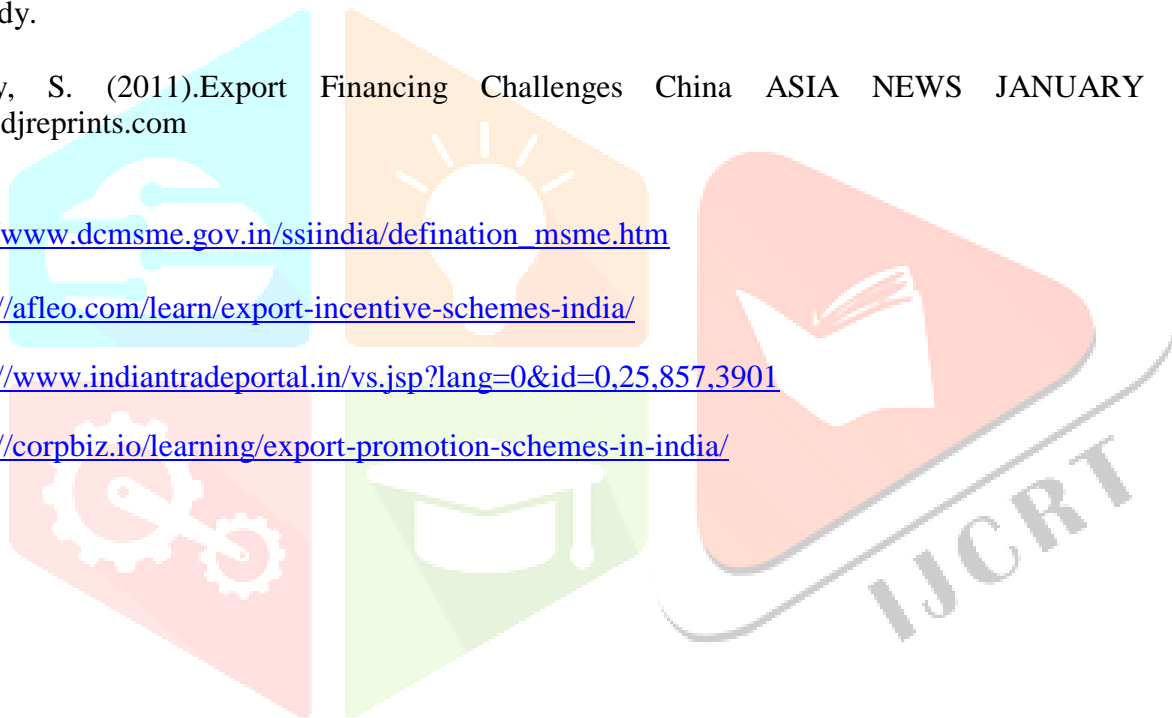 dy.
y, S. (2011).Export Financing Challenges China ASIA NEWS JANUARY
djreprints.com
/www.dcmsme.gov.in/ssiindia/defination_msme.htm
//afleo.com/learn/export-incentive-schemes-india/
//www.indiantradeportal.in/vs.jsp?lang=0&id=0,25,857,3901
//corpbiz.io/learning/export-promotion-schemes-in-india/
IJCRT